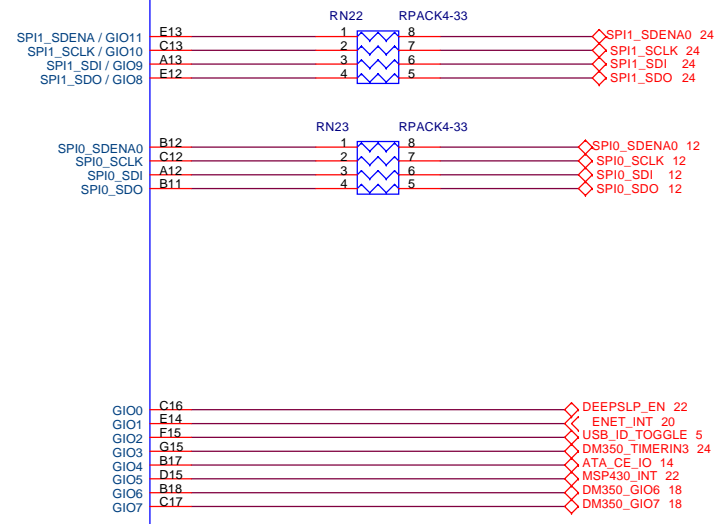 RN22 RPACK4-33
SPI1_SDENA / GIO11 E13 1 8 SPI1_SDENA0 24
SPI1_SCLK / GIO10 C13 2 7 SPI1_SCLK 24
SPI1_SDI / GIO9 A13 3 6 SPI1_SDI 24
SPI1_SDO / GIO8 E12 4 5 SPI1_SDO 24
RN23 RPACK4-33
SPI0_SDENA0 B12 1 8 SPI0_SDENA0 12
SPI0_SCLK C12 2 7 SPI0_SCLK 12
SPI0_SDI A12 3 6 SPI0_SDI 12
SPI0_SDO B11 4 5 SPI0_SDO 12
GIO0 C16 DEEPSLP_EN 22
GIO1 E14 ENET_INT 20
GIO2 F15 USB_ID_TOGGLE 5
GIO3 G15 DM350_TIMERIN3 24
GIO4 B17 ATA_CE_IO 14
GIO5 D15 MSP430_INT 22
GIO6 B18 DM350_GIO6 18
GIO7 C17 DM350_GIO7 18